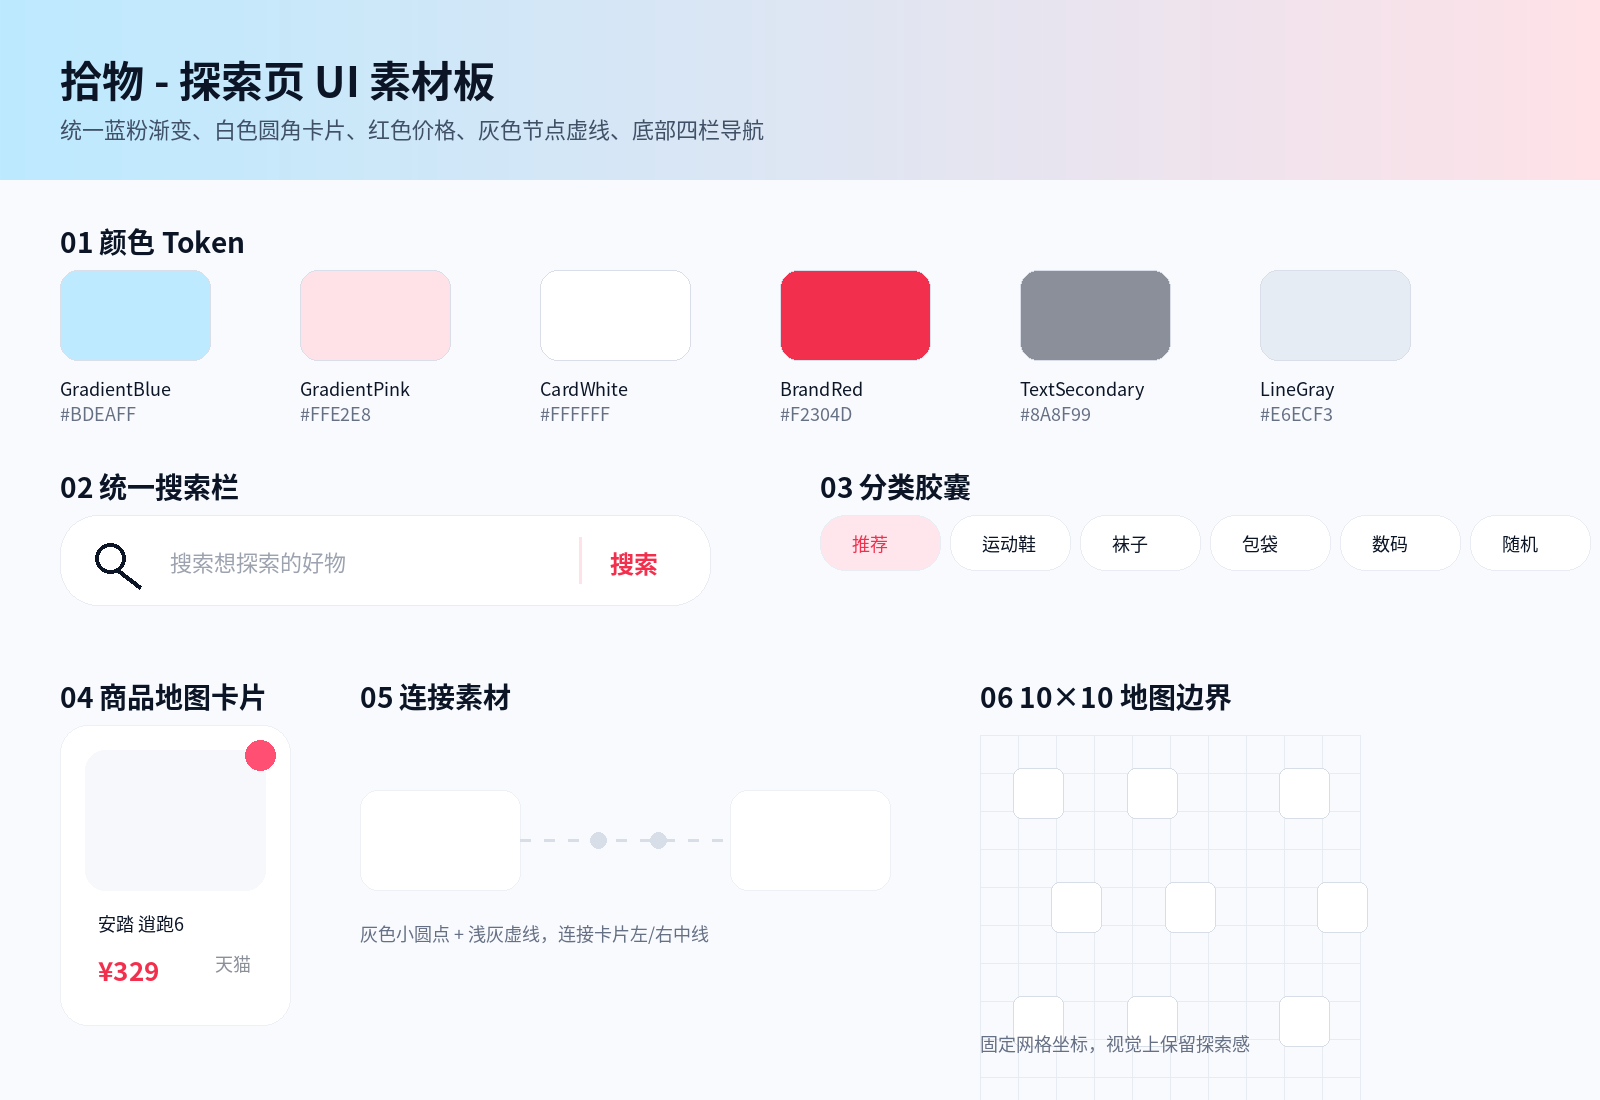 拾物 - 探索页 UI 素材板
统一蓝粉渐变、白色圆角卡片、红色价格、灰色节点虚线、底部四栏导航
01 颜色 Token
GradientBlue
#BDEAFF
GradientPink
#FFE2E8
CardWhite
#FFFFFF
BrandRed
#F2304D
TextSecondary
#8A8F99
LineGray
#E6ECF3
02 统一搜索栏
搜索想探索的好物
搜索
03 分类胶囊
推荐
运动鞋
袜子
包袋
数码
随机
04 商品地图卡片
安踏 逍跑6
¥329
天猫
05 连接素材
灰色小圆点 + 浅灰虚线，连接卡片左/右中线
06 10×10 地图边界
固定网格坐标，视觉上保留探索感